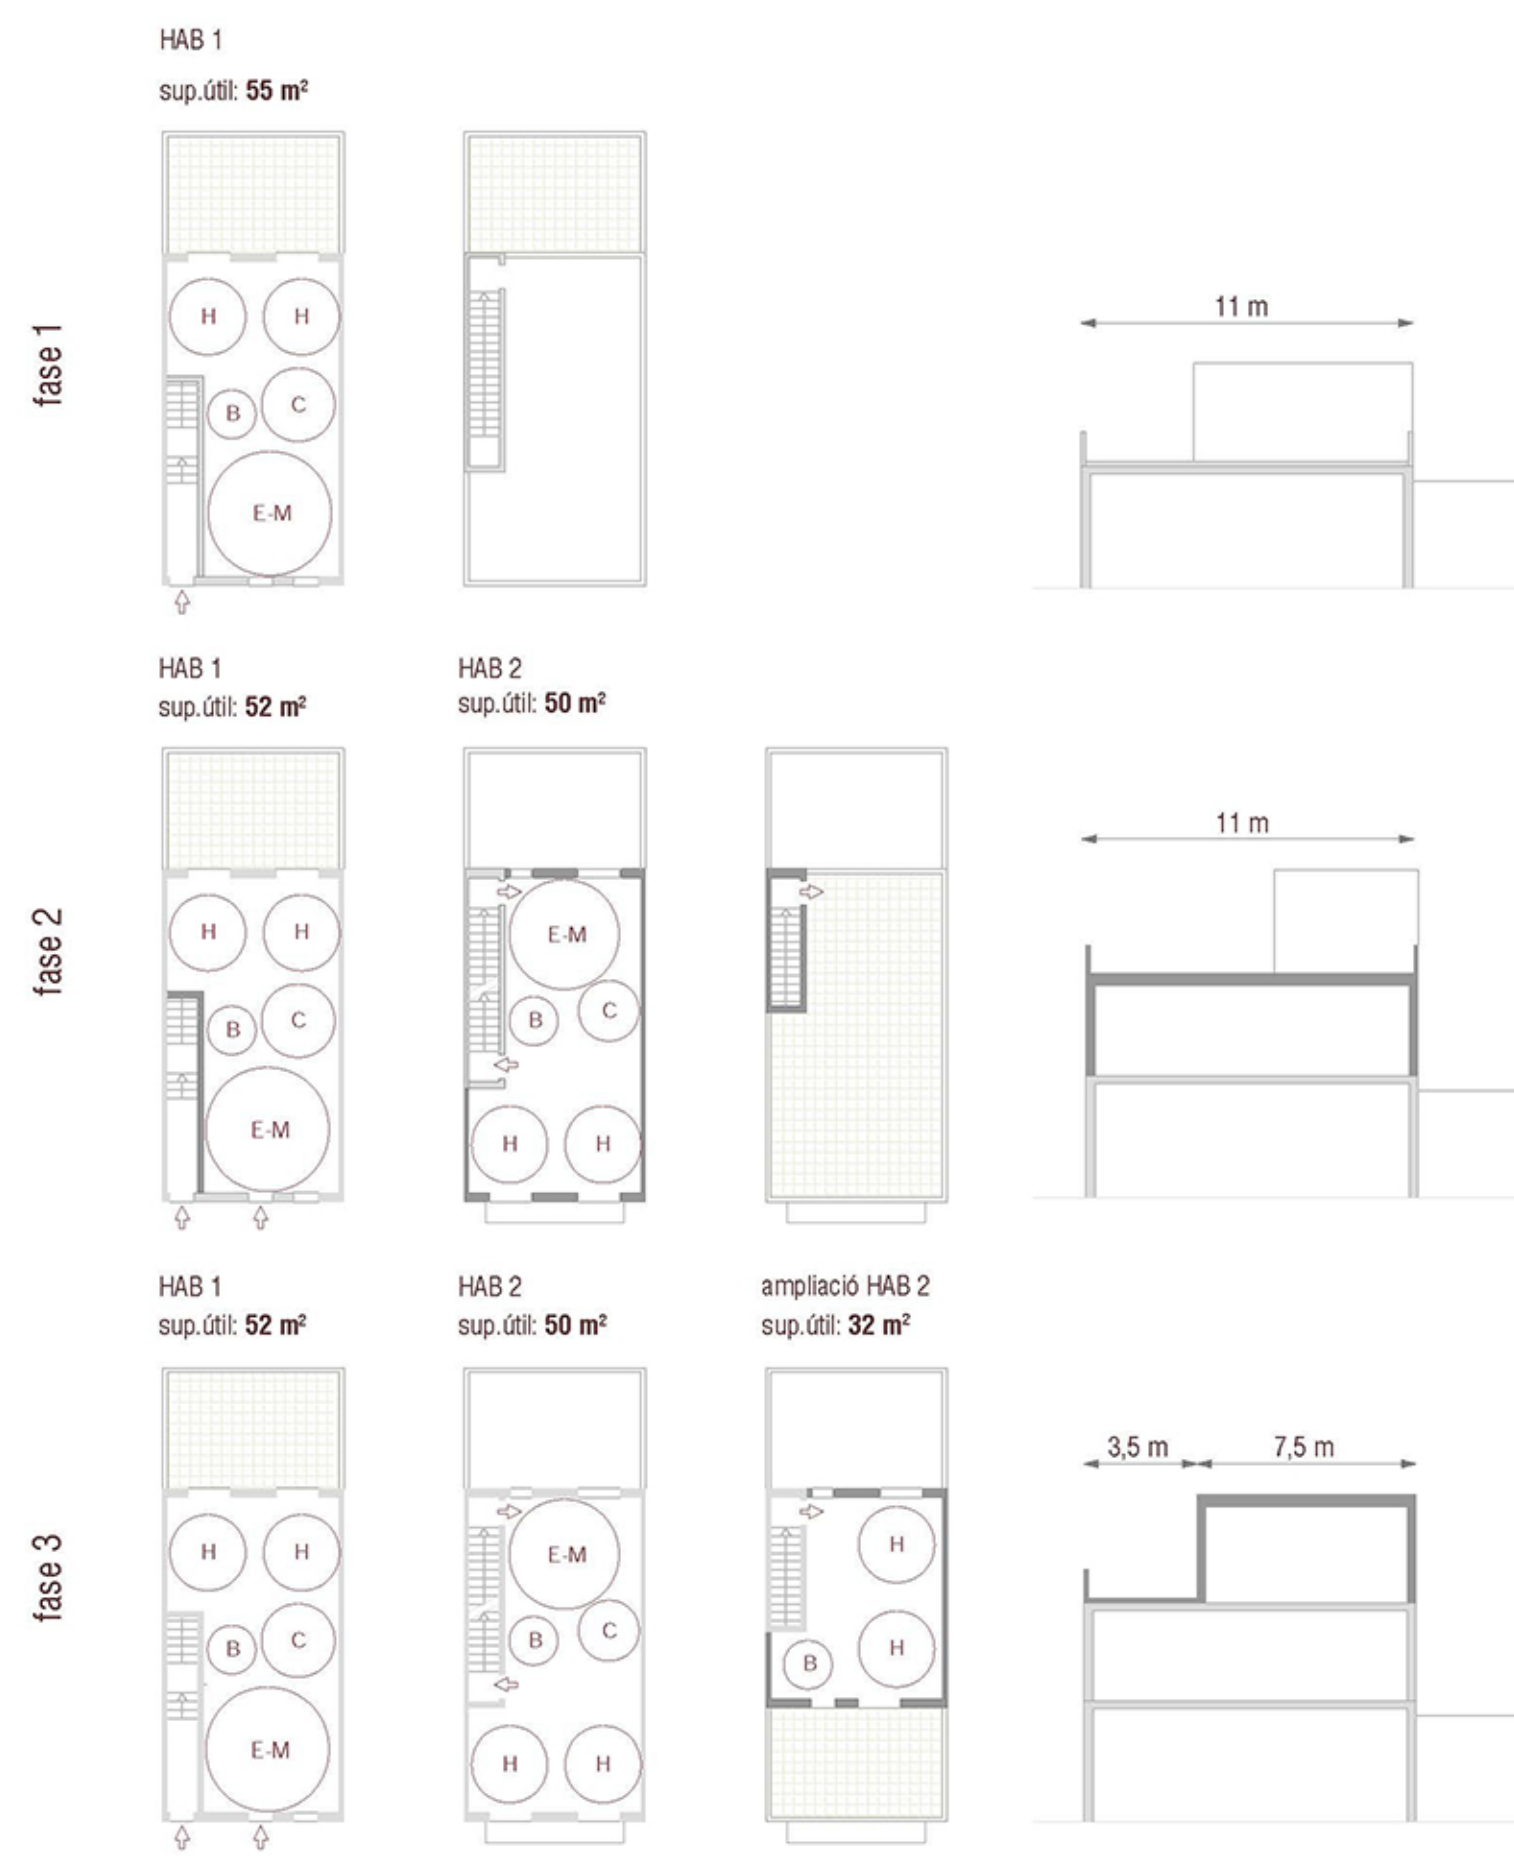 HAB 1
sup.útil: 55 m²
fase 1
H H
B C
E-M
11 m
HAB 1
sup.útil: 52 m²
HAB 2
sup.útil: 50 m²
fase 2
H H
B C
E-M
E-M
B C
H H
11 m
HAB 1
sup.útil: 52 m²
HAB 2
sup.útil: 50 m²
ampliació HAB 2
sup.útil: 32 m²
fase 3
H H
B C
E-M
E-M
B C
H H
H
H
B
3,5 m 7,5 m